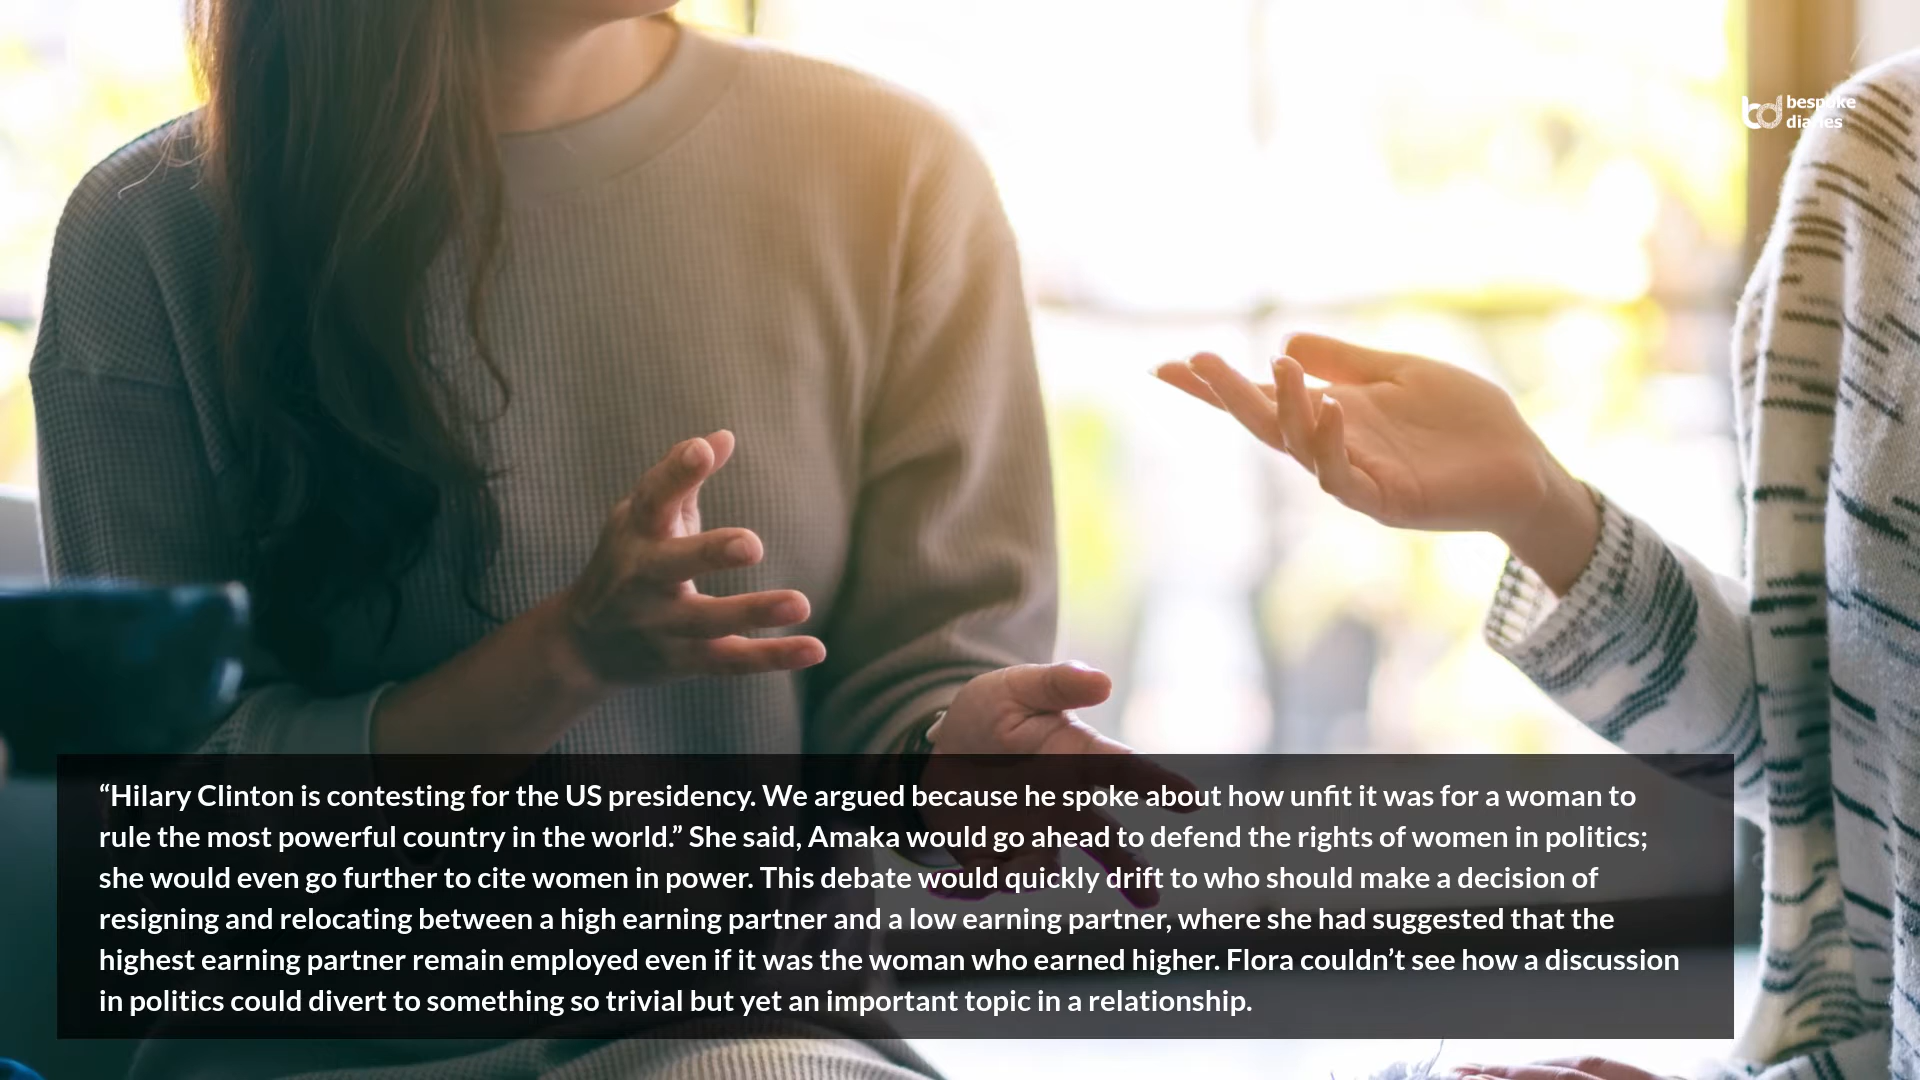 bespoke
diaries
“Hilary Clinton is contesting for the US presidency. We argued because he spoke about how unfit it was for a woman to
rule the most powerful country in the world.” She said, Amaka would go ahead to defend the rights of women in politics;
she would even go further to cite women in power. This debate would quickly drift to who should make a decision of
resigning and relocating between a high earning partner and a low earning partner, where she had suggested that the
highest earning partner remain employed even if it was the woman who earned higher. Flora couldn’t see how a discussion
in politics could divert to something so trivial but yet an important topic in a relationship.